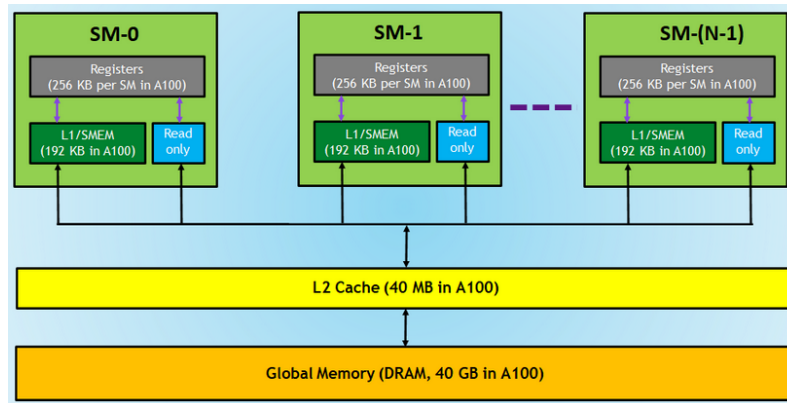 SM-0
Registers
(256 KB per SM in A100)
L1/SMEM
(192 KB in A100)
Read
only
SM-1
Registers
(256 KB per SM in A100)
L1/SMEM
(192 KB in A100)
Read
only
SM-(N-1)
Registers
(256 KB per SM in A100)
L1/SMEM
(192 KB in A100)
Read
only
L2 Cache (40 MB in A100)
Global Memory (DRAM, 40 GB in A100)